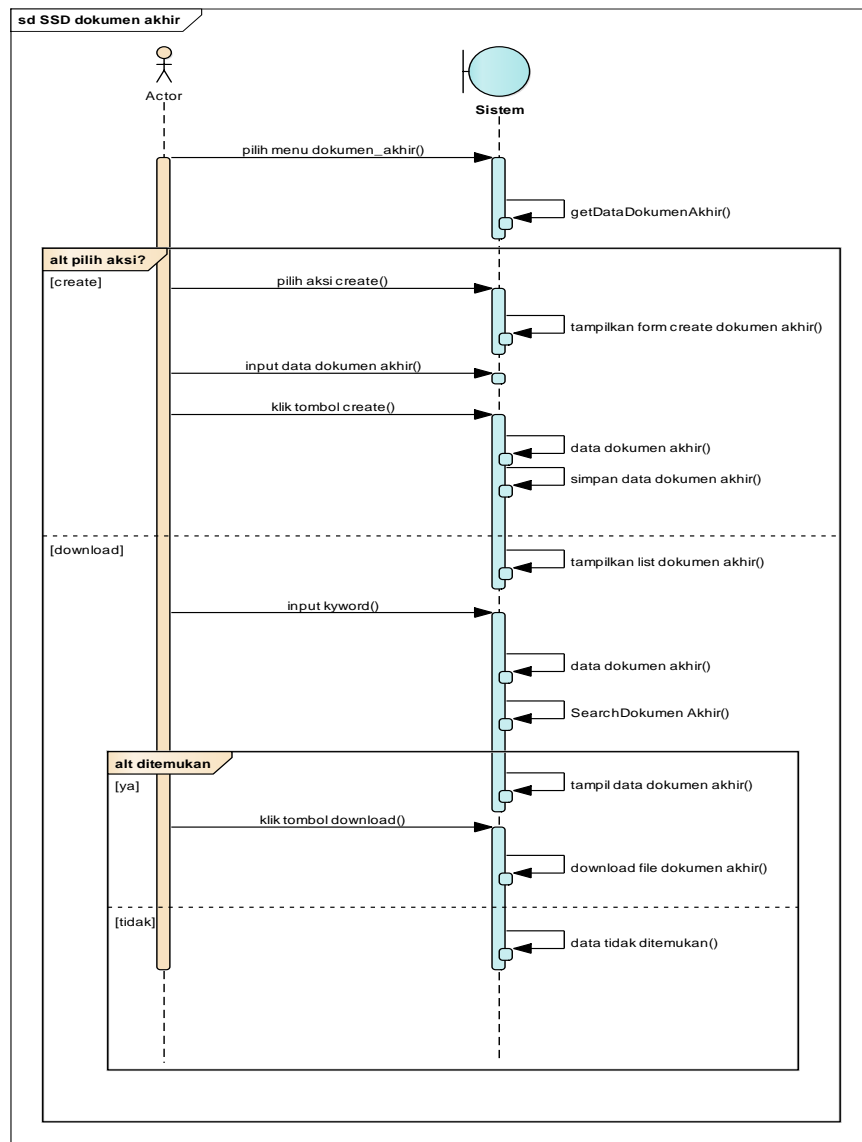 sd SSD dokumen akhir
Actor
Sistem
pilih menu dokumen_akhir()
getDataDokumenAkhir()
alt pilih aksi?
[create]
pilih aksi create()
tampilkan form create dokumen akhir()
input data dokumen akhir()
klik tombol create()
data dokumen akhir()
simpan data dokumen akhir()
[download]
tampilkan list dokumen akhir()
input kyword()
data dokumen akhir()
SearchDokumen Akhir()
alt ditemukan
[ya]
tampil data dokumen akhir()
klik tombol download()
download file dokumen akhir()
[tidak]
data tidak ditemukan()